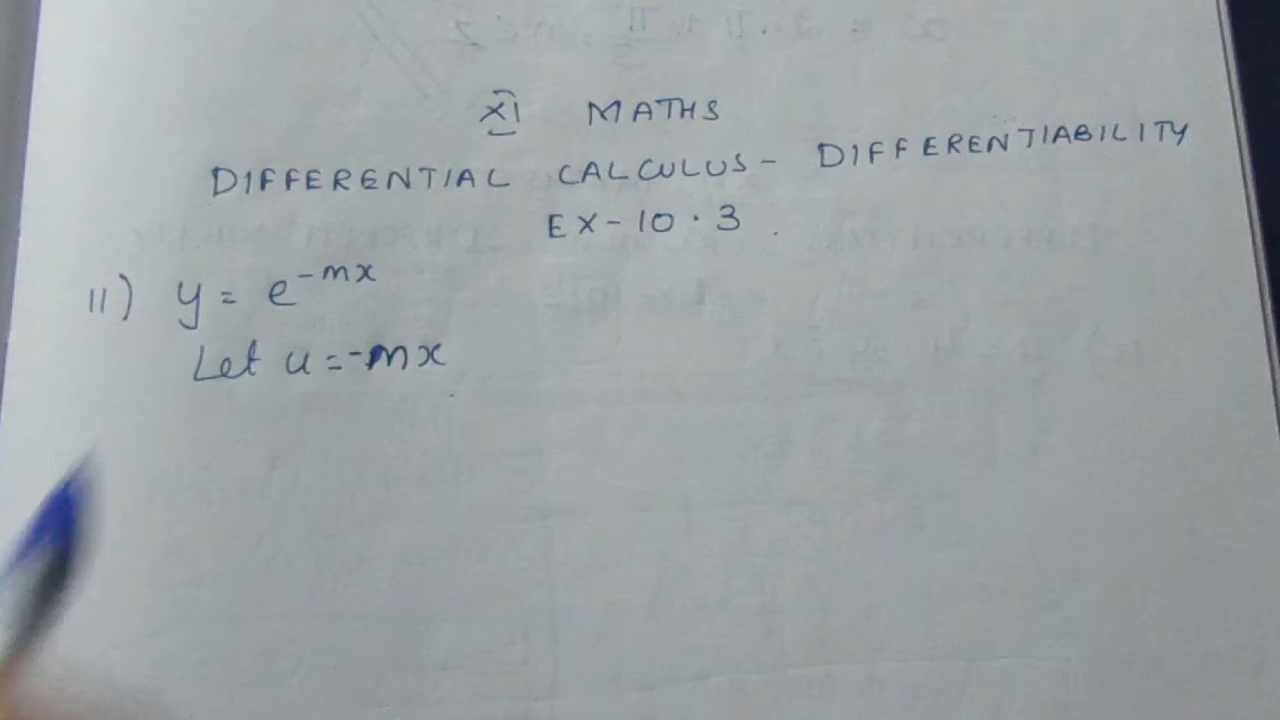 XI MATHS
DIFFERENTIAL CALCULUS - DIFFERENTIABILITY
EX - 10.3
11) y = e^{-mx}
Let u = -mx